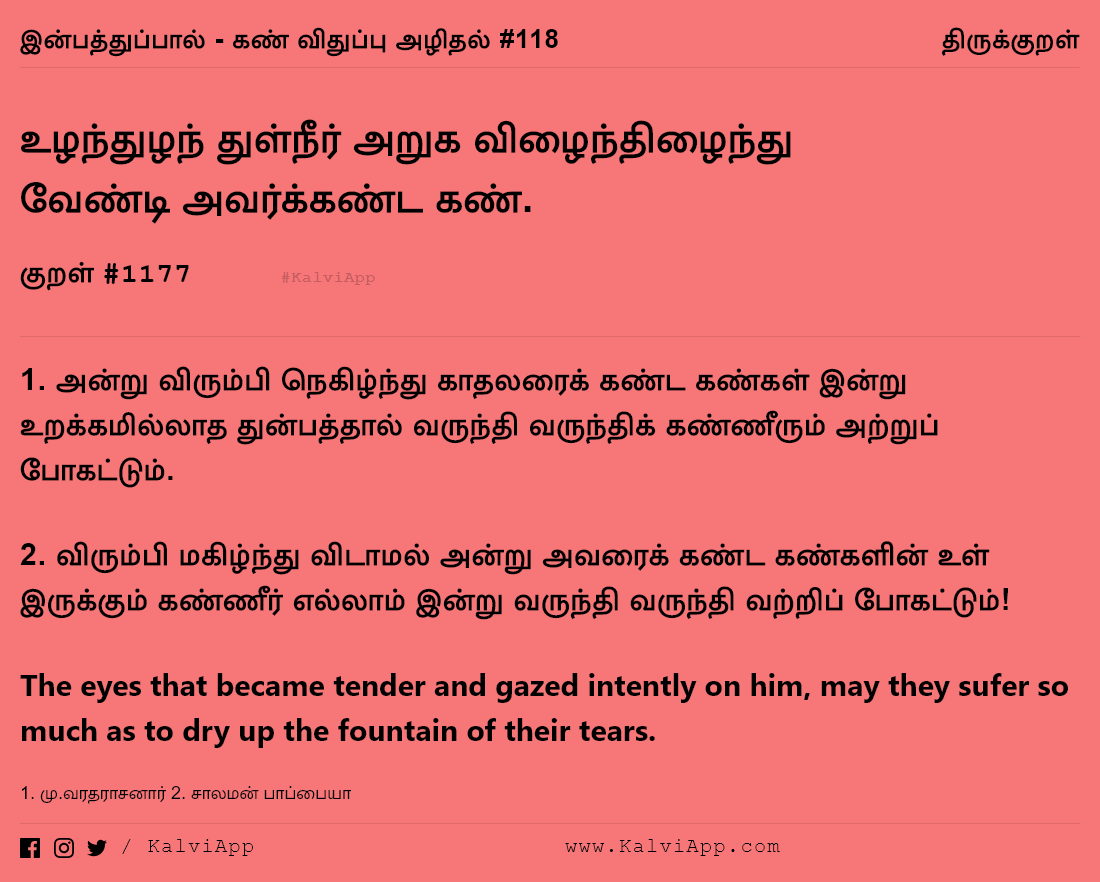 இன்பத்துப்பால் - கண் விதுப்பு அழிதல் #118
திருக்குறள்
உழந்துழந் துள்நீர் அறுக விழைந்திழைந்து
வேண்டி அவர்க்கண்ட கண்.
குறள் #1177
#KalviApp
1. அன்று விரும்பி நெகிழ்ந்து காதலரைக் கண்ட கண்கள் இன்று
உறக்கமில்லாத துன்பத்தால் வருந்தி வருந்திக் கண்ணீரும் அற்றுப்
போகட்டும்.
2. விரும்பி மகிழ்ந்து விடாமல் அன்று அவரைக் கண்ட கண்களின் உள்
இருக்கும் கண்ணீர் எல்லாம் இன்று வருந்தி வருந்தி வற்றிப் போகட்டும்!
The eyes that became tender and gazed intently on him, may they sufer so
much as to dry up the fountain of their tears.
1. மு.வரதராசனார் 2. சாலமன் பாப்பையா
/ KalviApp
www.KalviApp.com